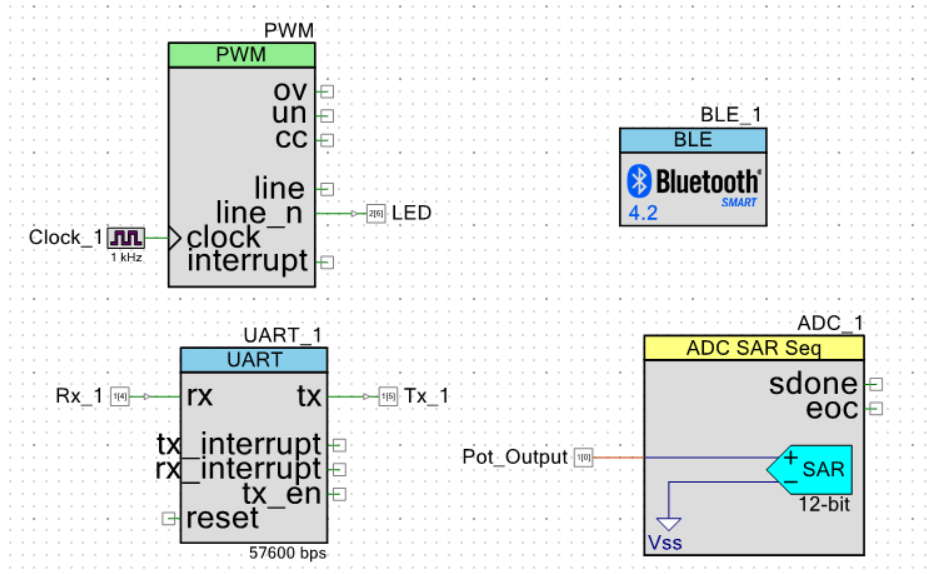 PWM
PWM
ov
un
cc
line
line_n
2[6] LED
Clock_1
1 kHz
clock
interrupt
BLE_1
BLE
Bluetooth
SMART
4.2
UART_1
UART
Rx_1 1[4] rx
tx 1[5] Tx_1
tx_interrupt
rx_interrupt
tx_en
reset
57600 bps
ADC_1
ADC SAR Seq
sdone
eoc
Pot_Output 1[0]
+
SAR
−
12-bit
Vss